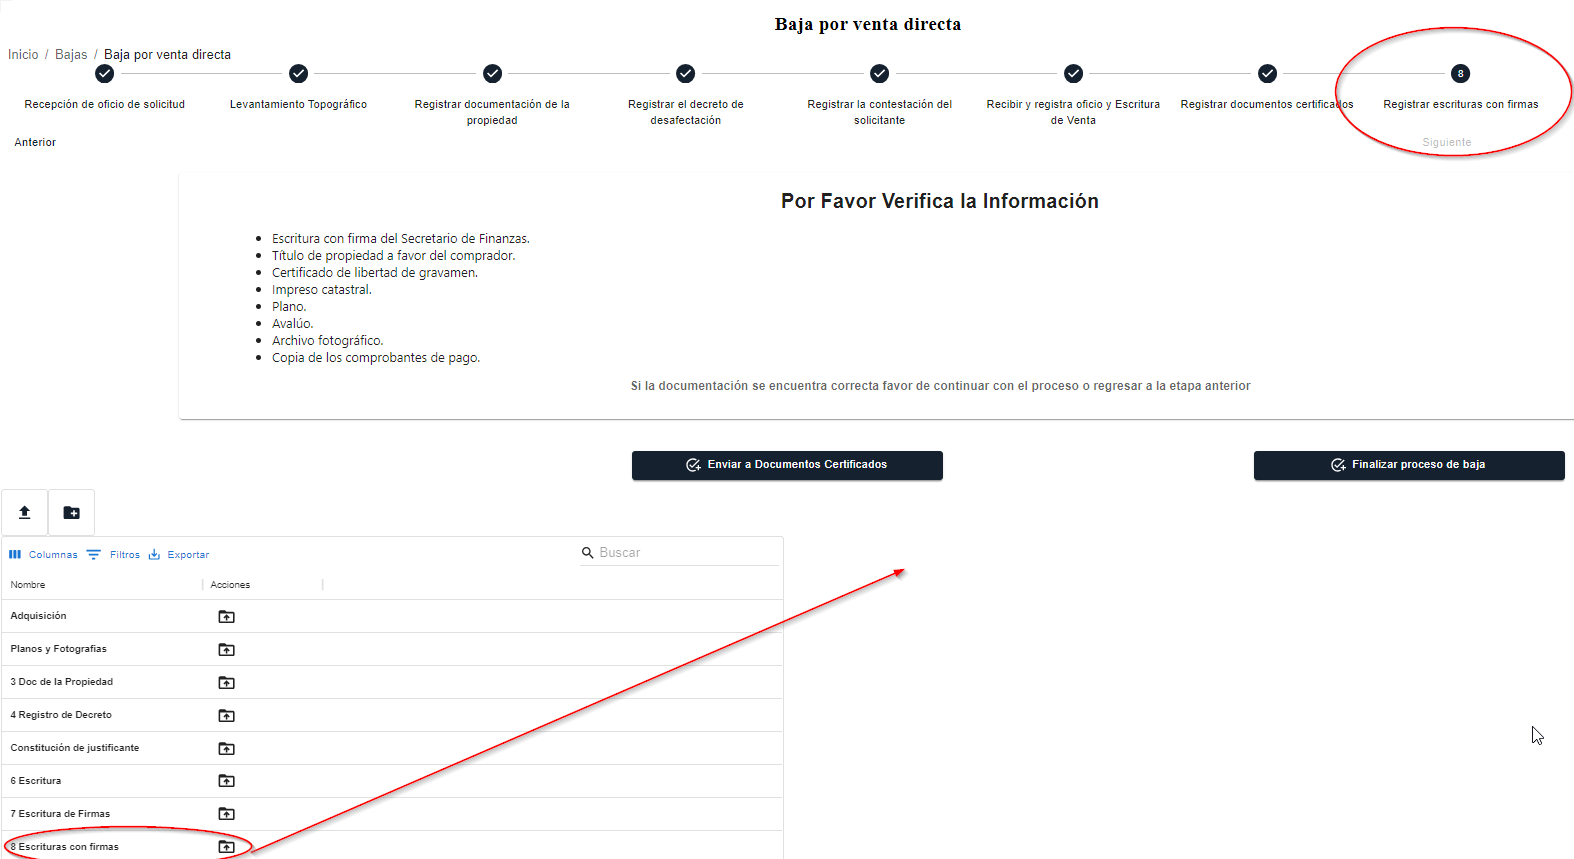 Baja por venta directa
Inicio / Bajas / Baja por venta directa
8
Recepción de oficio de solicitud
Levantamiento Topográfico
Registrar documentación de la
propiedad
Registrar el decreto de
desafectación
Registrar la contestación del
solicitante
Recibir y registra oficio y Escritura
de Venta
Registrar documentos certificados
Registrar escrituras con firmas
Anterior
Siguiente
Por Favor Verifica la Información
• Escritura con firma del Secretario de Finanzas.
• Título de propiedad a favor del comprador.
• Certificado de libertad de gravamen.
• Impreso catastral.
• Plano.
• Avalúo.
• Archivo fotográfico.
• Copia de los comprobantes de pago.
Si la documentación se encuentra correcta favor de continuar con el proceso o regresar a la etapa anterior
Enviar a Documentos Certificados
Finalizar proceso de baja
Columnas Filtros Exportar
Buscar
Nombre Acciones
Adquisición
Planos y Fotografias
3 Doc de la Propiedad
4 Registro de Decreto
Constitución de justificante
6 Escritura
7 Escritura de Firmas
8 Escrituras con firmas